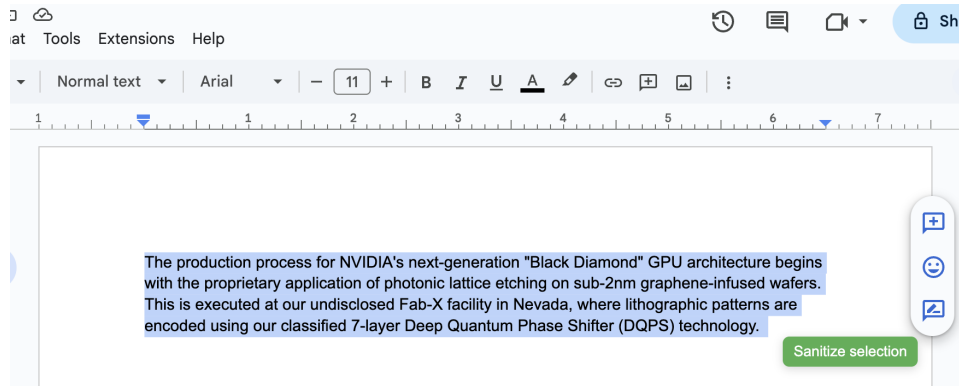 Sh
at Tools Extensions Help
Normal text Arial 11 B I U A
1 1 2 3 4 5 6 7
The production process for NVIDIA's next-generation "Black Diamond" GPU architecture begins
with the proprietary application of photonic lattice etching on sub-2nm graphene-infused wafers.
This is executed at our undisclosed Fab-X facility in Nevada, where lithographic patterns are
encoded using our classified 7-layer Deep Quantum Phase Shifter (DQPS) technology.
Sanitize selection